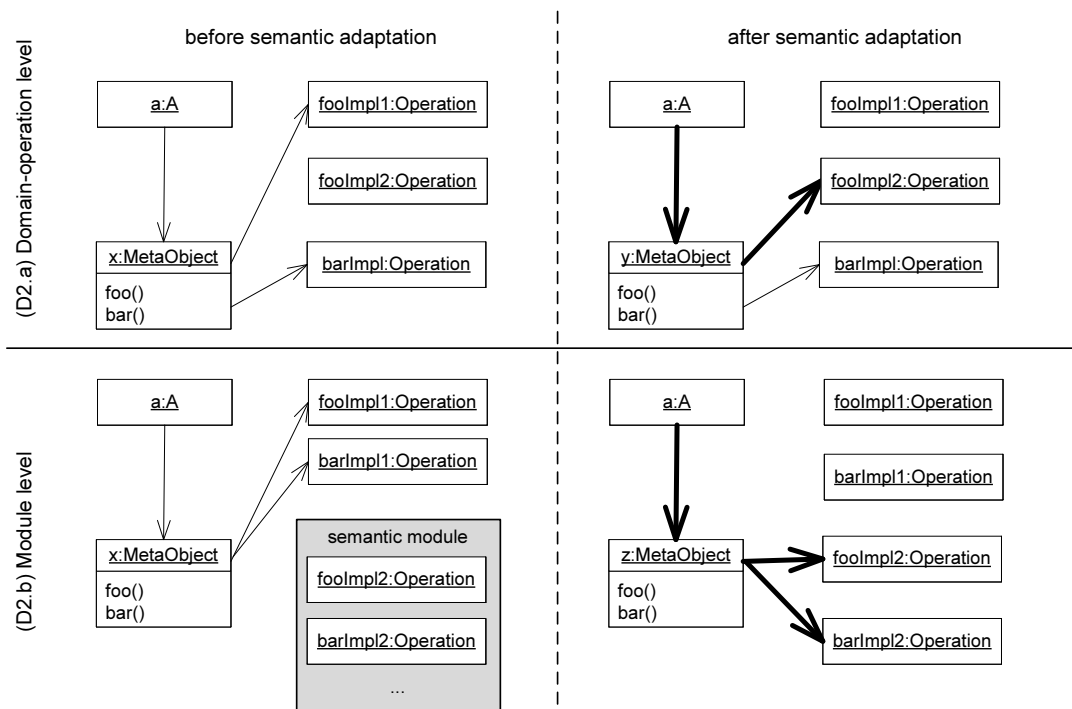 before semantic adaptation
after semantic adaptation
(D2.a) Domain-operation level
a:A
fooImpl1:Operation
fooImpl2:Operation
x:MetaObject
barImpl:Operation
foo()
bar()
a:A
fooImpl1:Operation
fooImpl2:Operation
y:MetaObject
barImpl:Operation
foo()
bar()
(D2.b) Module level
a:A
fooImpl1:Operation
barImpl1:Operation
x:MetaObject
foo()
bar()
semantic module
fooImpl2:Operation
barImpl2:Operation
...
a:A
fooImpl1:Operation
barImpl1:Operation
z:MetaObject
foo()
bar()
fooImpl2:Operation
barImpl2:Operation